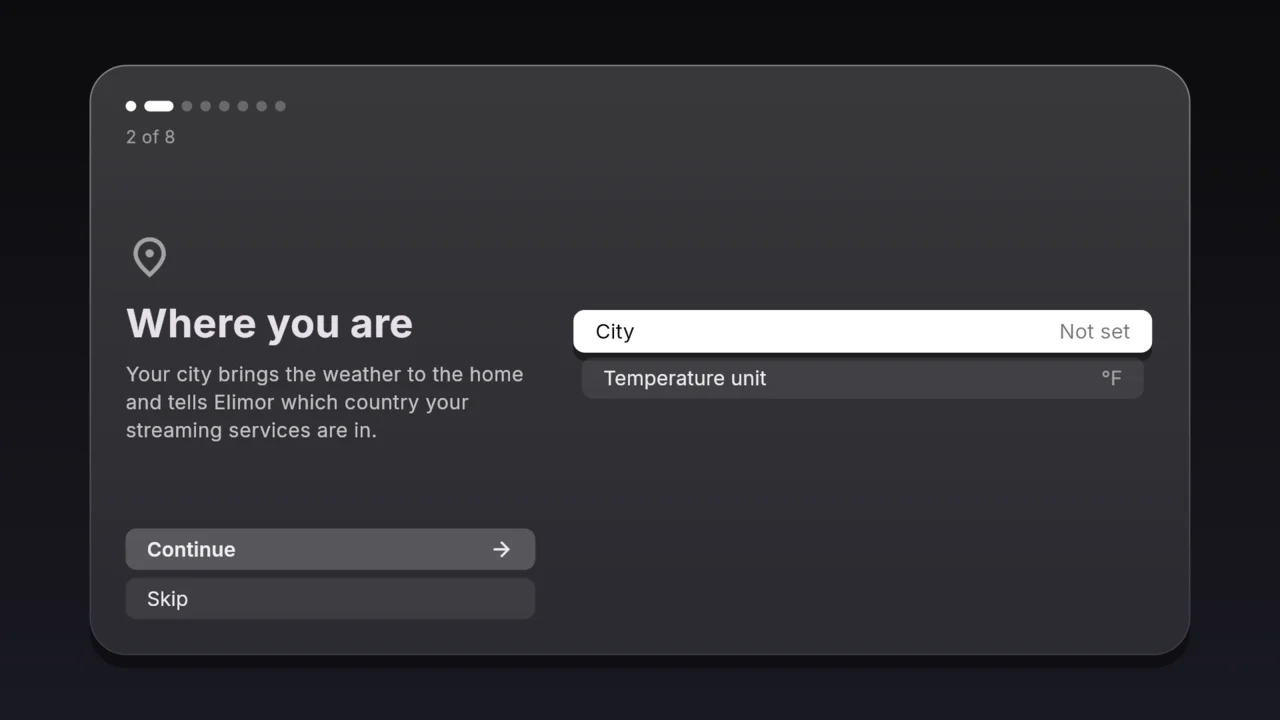 2 of 8
Where you are
Your city brings the weather to the home
and tells Elimor which country your
streaming services are in.
City Not set
Temperature unit °F
Continue
Skip